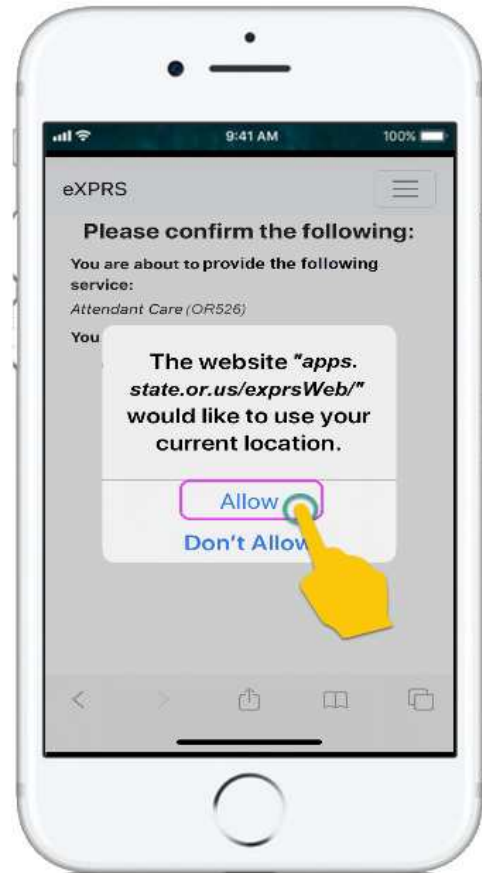 9:41 AM 100%
eXPRS
Please confirm the following:
You are about to provide the following
service:
Attendant Care (OR526)
You
The website "apps.
state.or.us/exprsWeb/"
would like to use your
current location.
Allow
Don't Allow